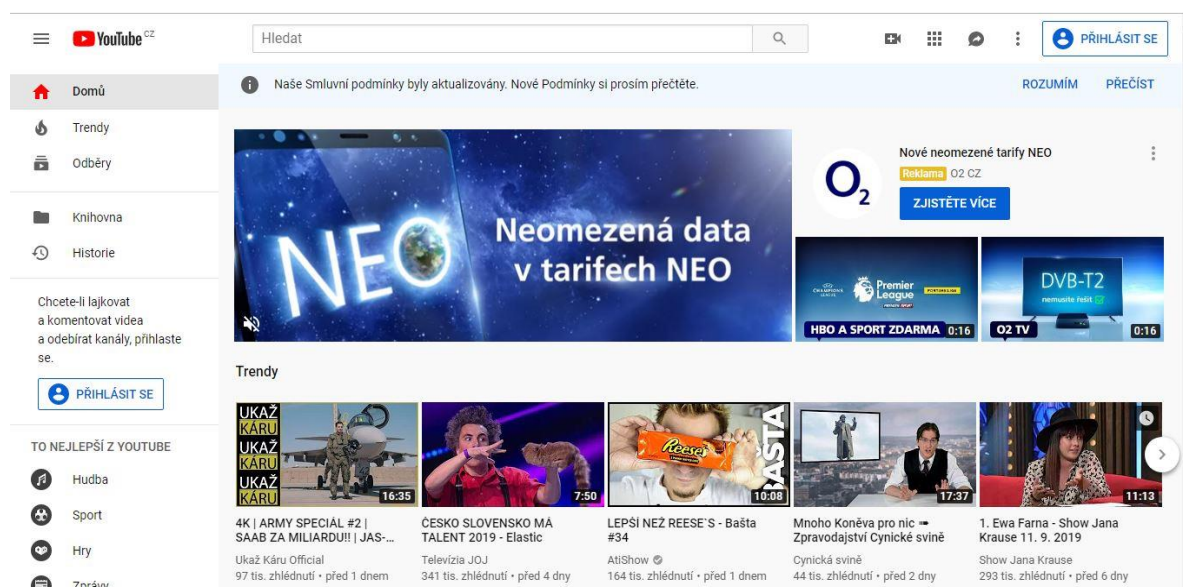 YouTube CZ
Hledat
PŘIHLÁSIT SE
Domů
Trendy
Odběry
Knihovna
Historie
Chcete-li lajkovat
a komentovat videa
a odebírat kanály, přihlaste
se.
PŘIHLÁSIT SE
TO NEJLEPŠÍ Z YOUTUBE
Hudba
Sport
Hry
Zprávy
Naše Smluvní podmínky byly aktualizovány. Nové Podmínky si prosím přečtěte.
ROZUMÍM PŘEČÍST
NEO
Neomezená data
v tarifech NEO
O2
Nové neomezené tarify NEO
Reklama O2 CZ
ZJISTĚTE VÍCE
Premier
League
HBO A SPORT ZDARMA 0:16
DVB-T2
nemusíte řešit
O2 TV 0:16
Trendy
UKAŽ
KÁRU
UKAŽ
KÁRU
UKAŽ
KÁRU
16:35
4K | ARMY SPECIÁL #2 |
SAAB ZA MILIARDU!! | JAS-...
Ukaž Káru Official
97 tis. zhlédnutí • před 1 dnem
7:50
ČESKO SLOVENSKO MÁ
TALENT 2019 - Elastic
Televízia JOJ
341 tis. zhlédnutí • před 4 dny
Reese's
BAŠTA
10:08
LEPŠÍ NEŽ REESE`S - Bašta
#34
AtiShow
164 tis. zhlédnutí • před 1 dnem
17:37
Mnoho Koněva pro nic ➠
Zpravodajství Cynické svině
Cynická svině
44 tis. zhlédnutí • před 2 dny
11:13
1. Ewa Farna - Show Jana
Krause 11. 9. 2019
Show Jana Krause
293 tis. zhlédnutí • před 6 dny